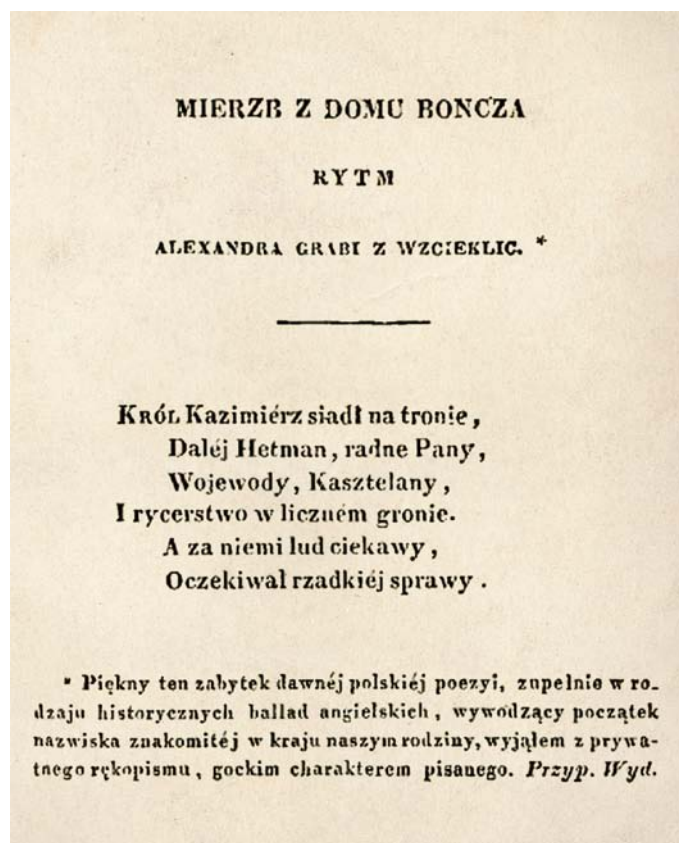 MIERZB Z DOMU BONCZA
RYTM
ALEXANDRA GRABI Z WZCIEKLIC. *
KRÓL Kazimiérz siadł na tronie,
Daléj Hetman, radne Pany,
Wojewody, Kasztelany,
I rycerstwo w liczném gronie.
A za niemi lud ciekawy,
Oczekiwał rzadkiéj sprawy.
* Piękny ten zabytek dawnéj polskiéj poezyi, zupełnie w ro-
dzaju historycznych ballad angielskich, wywodzący początek
nazwiska znakomitéj w kraju naszym rodziny, wyjąłem z prywa-
tnego rękopismu, gockim charakterem pisanego. Przyp. Wyd.